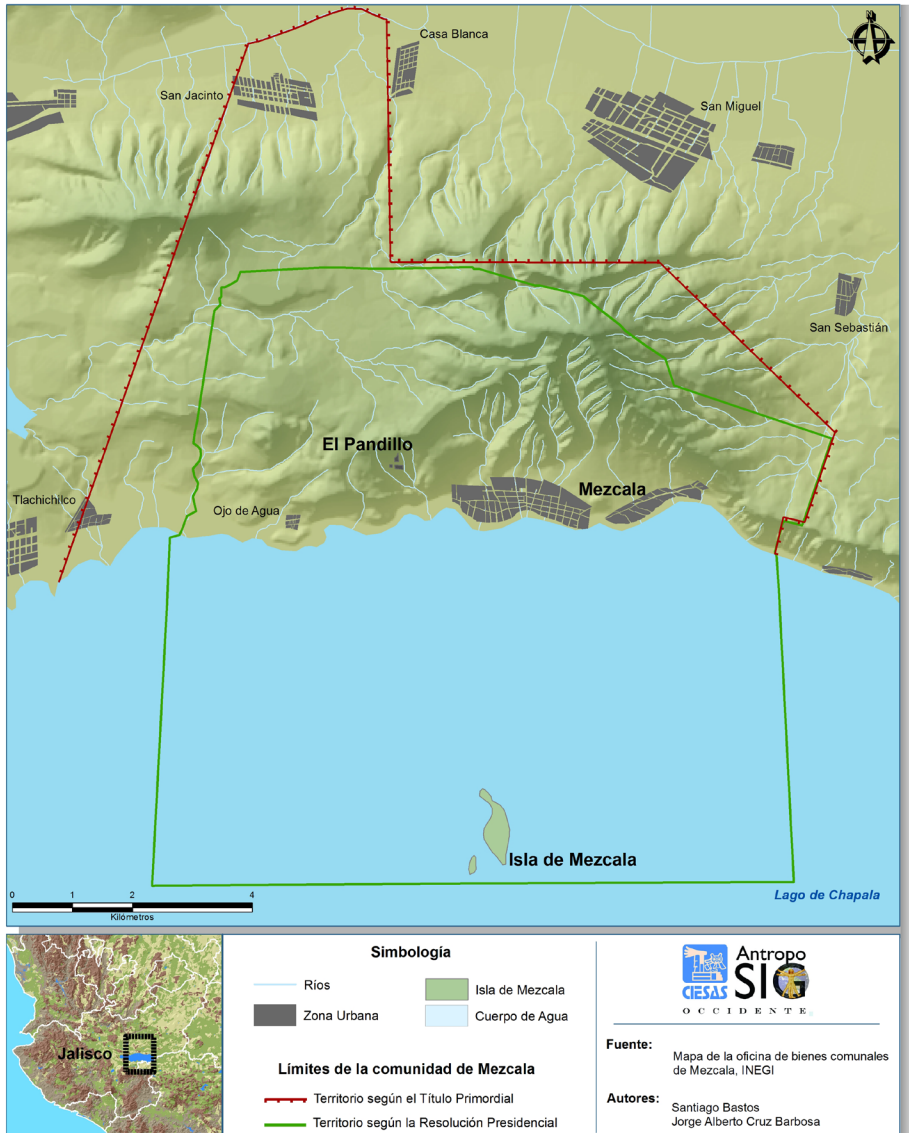 N
Casa Blanca
San Jacinto
San Miguel
San Sebastián
El Pandillo
Tlachichilco
Mezcala
Ojo de Agua
Isla de Mezcala
Lago de Chapala
0 1 2 4
Kilómetros
Jalisco
Simbología
Ríos
Isla de Mezcala
Zona Urbana
Cuerpo de Agua
Límites de la comunidad de Mezcala
Territorio según el Título Primordial
Territorio según la Resolución Presidencial
CIESAS
Antropo
SIG
OCCIDENTE
Fuente:
Mapa de la oficina de bienes comunales
de Mezcala, INEGI
Autores:
Santiago Bastos
Jorge Alberto Cruz Barbosa